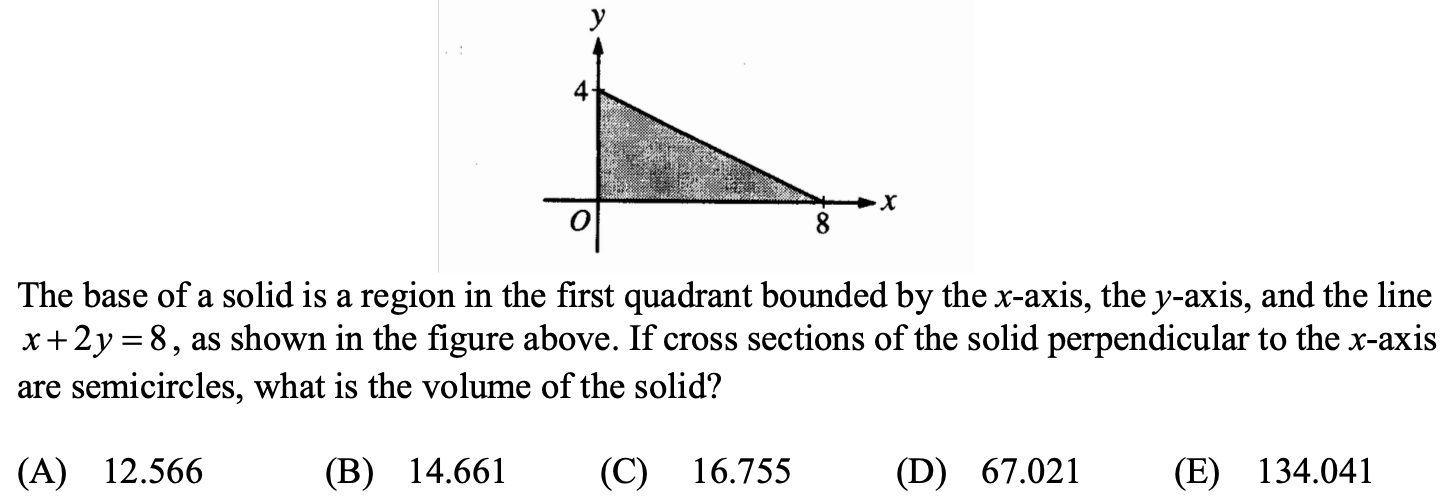 y
4
x
O
8
The base of a solid is a region in the first quadrant bounded by the x-axis, the y-axis, and the line
x + 2y = 8, as shown in the figure above. If cross sections of the solid perpendicular to the x-axis
are semicircles, what is the volume of the solid?
(A) 12.566 (B) 14.661 (C) 16.755 (D) 67.021 (E) 134.041